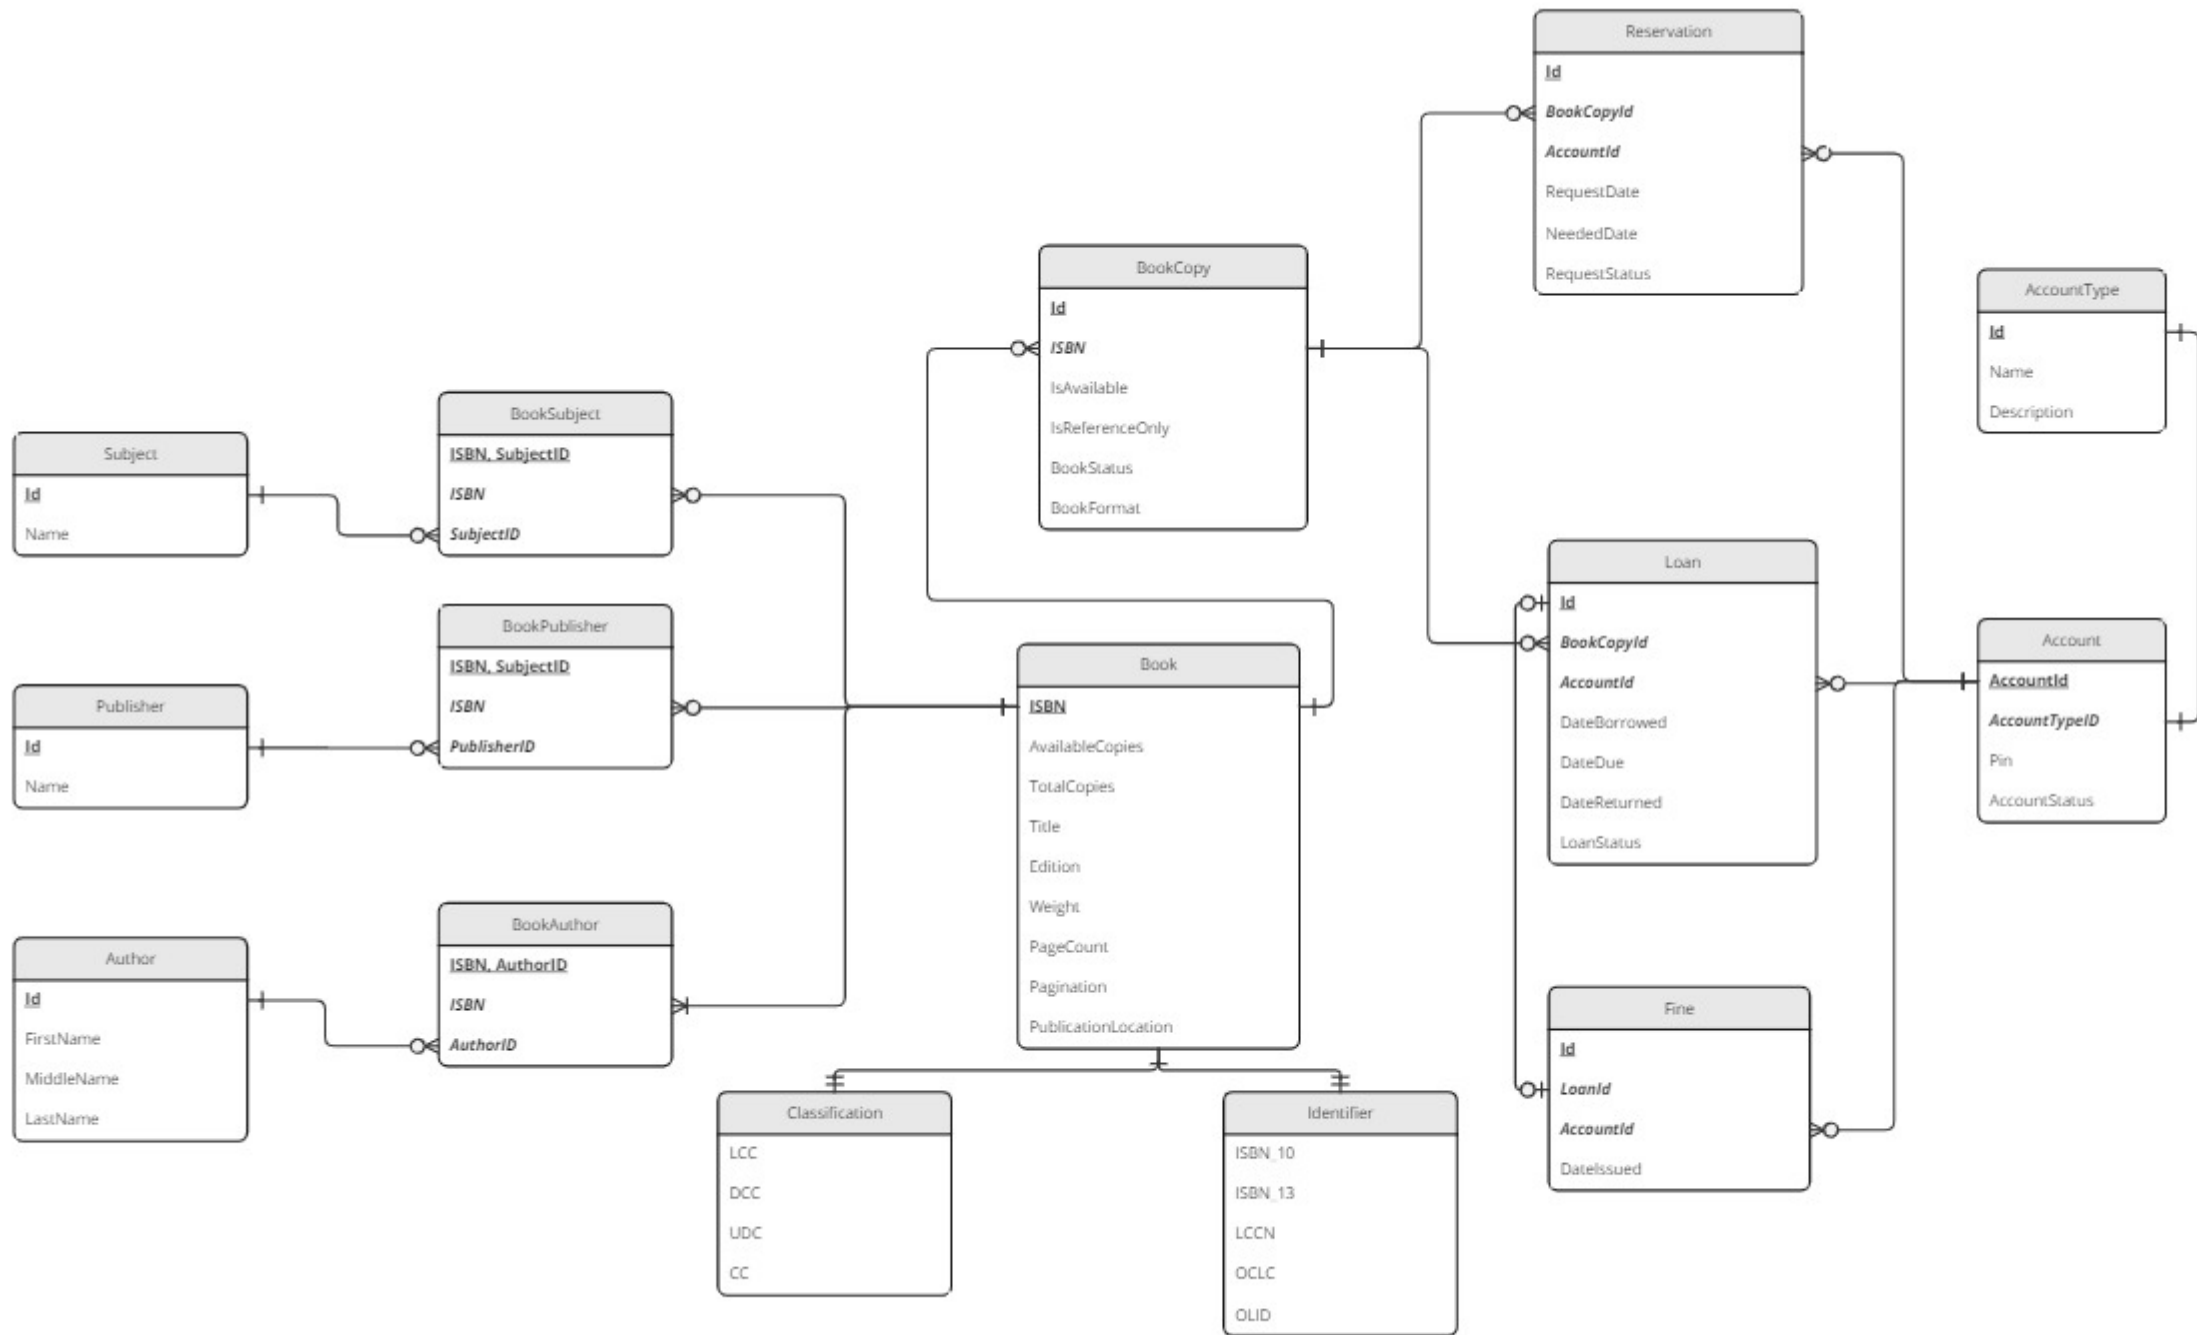 Reservation
Id
BookCopyId
AccountId
RequestDate
NeededDate
RequestStatus
BookCopy
Id
ISBN
IsAvailable
IsReferenceOnly
BookStatus
BookFormat
AccountType
Id
Name
Description
Subject
Id
Name
BookSubject
ISBN, SubjectID
ISBN
SubjectID
Publisher
Id
Name
BookPublisher
ISBN, SubjectID
ISBN
PublisherID
Author
Id
FirstName
MiddleName
LastName
BookAuthor
ISBN, AuthorID
ISBN
AuthorID
Book
ISBN
AvailableCopies
TotalCopies
Title
Edition
Weight
PageCount
Pagination
PublicationLocation
Loan
Id
BookCopyId
AccountId
DateBorrowed
DateDue
DateReturned
LoanStatus
Account
AccountId
AccountTypeID
Pin
AccountStatus
Fine
Id
LoanId
AccountId
DateIssued
Classification
LCC
DCC
UDC
CC
Identifier
ISBN_10
ISBN_13
LCCN
OCLC
OLID